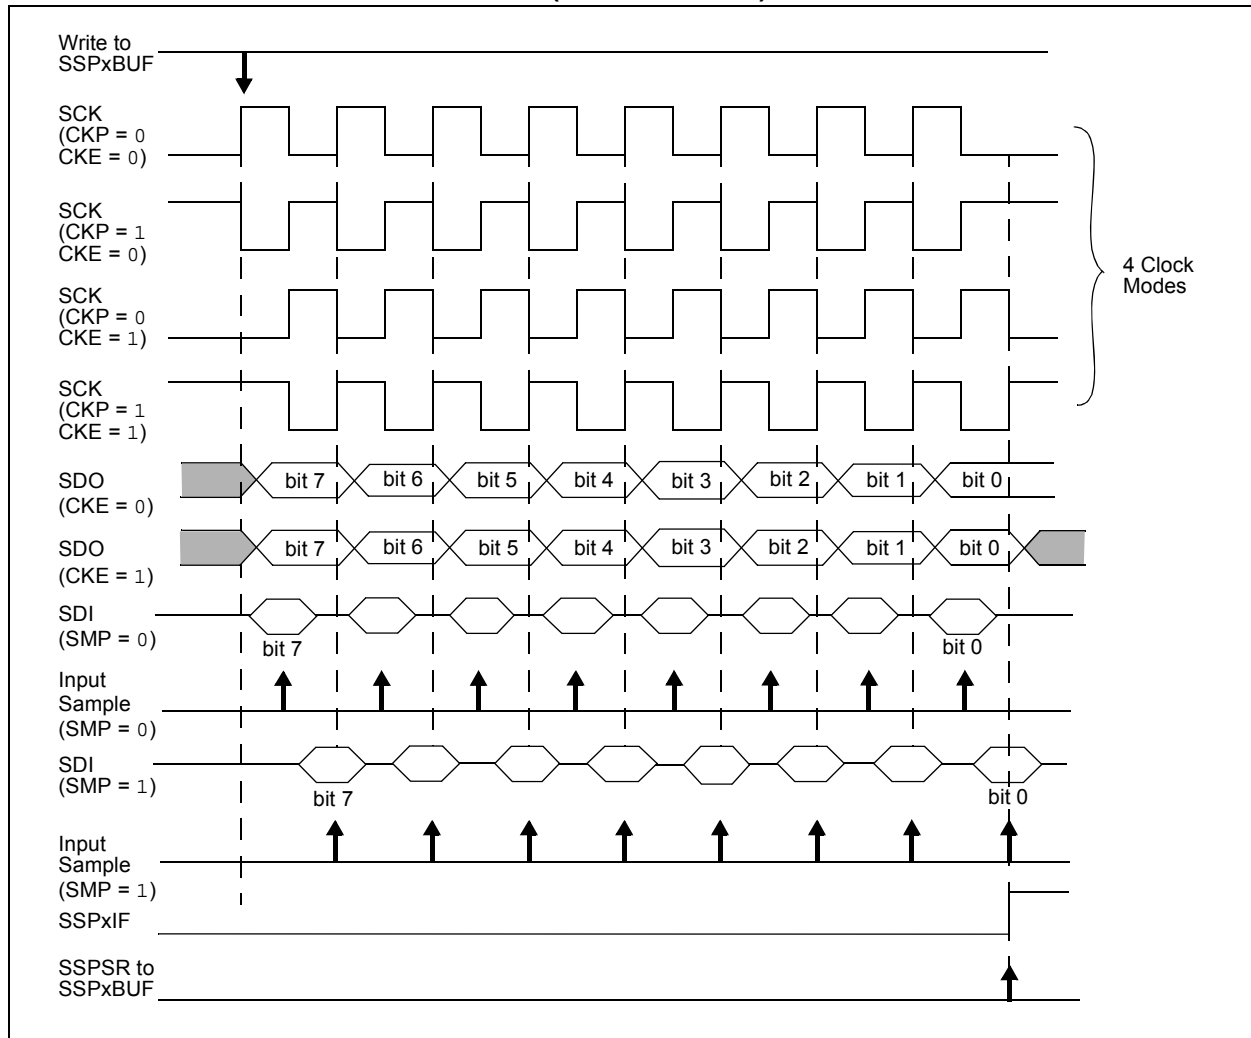 Write to
SSPxBUF
SCK
(CKP = 0
CKE = 0)
SCK
(CKP = 1
CKE = 0)
4 Clock
Modes
SCK
(CKP = 0
CKE = 1)
SCK
(CKP = 1
CKE = 1)
SDO
(CKE = 0)
bit 7 bit 6 bit 5 bit 4 bit 3 bit 2 bit 1 bit 0
SDO
(CKE = 1)
bit 7 bit 6 bit 5 bit 4 bit 3 bit 2 bit 1 bit 0
SDI
(SMP = 0)
bit 7 bit 0
Input
Sample
(SMP = 0)
SDI
(SMP = 1)
bit 7 bit 0
Input
Sample
(SMP = 1)
SSPxIF
SSPSR to
SSPxBUF